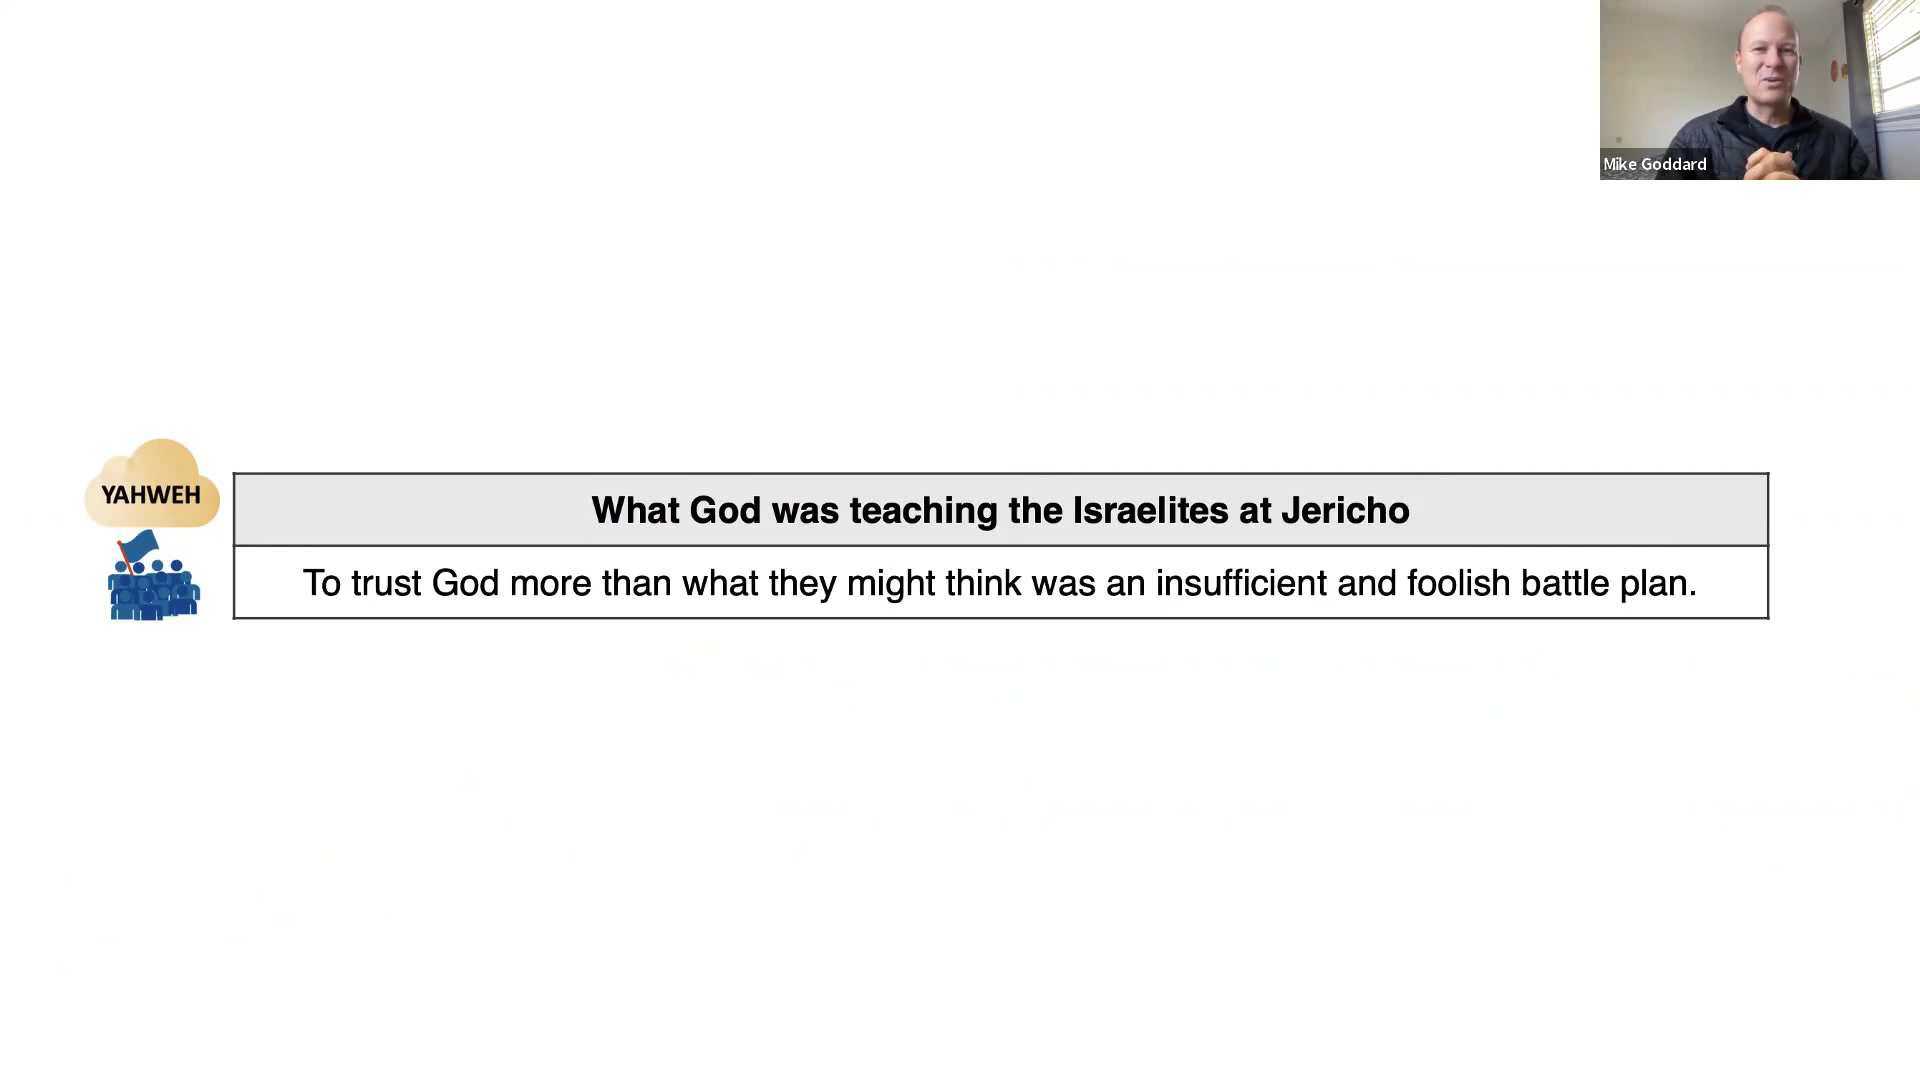 Mike Goddard
YAHWEH
What God was teaching the Israelites at Jericho
To trust God more than what they might think was an insufficient and foolish battle plan.